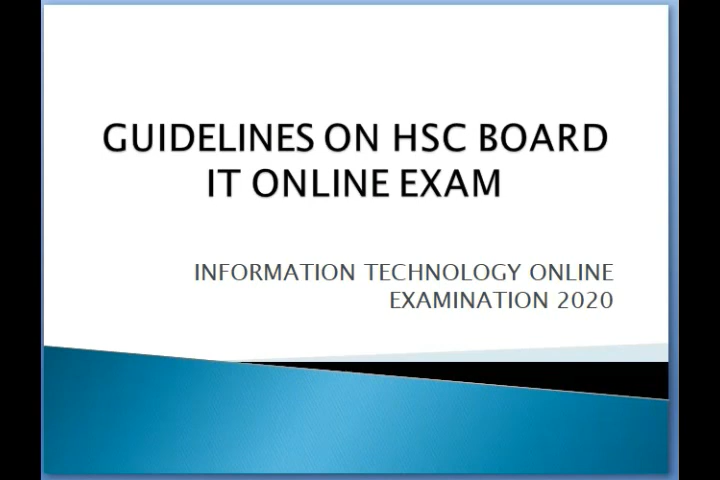 GUIDELINES ON HSC BOARD
IT ONLINE EXAM
INFORMATION TECHNOLOGY ONLINE
EXAMINATION 2020